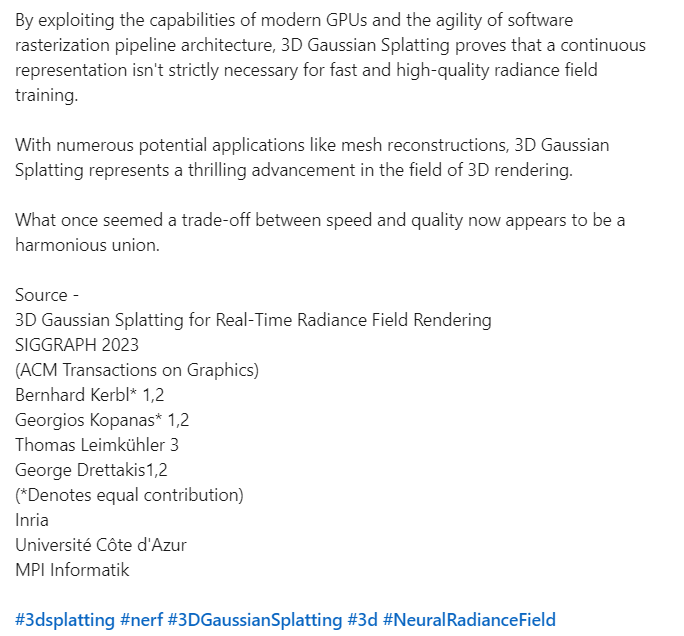 By exploiting the capabilities of modern GPUs and the agility of software
rasterization pipeline architecture, 3D Gaussian Splatting proves that a continuous
representation isn't strictly necessary for fast and high-quality radiance field
training.
With numerous potential applications like mesh reconstructions, 3D Gaussian
Splatting represents a thrilling advancement in the field of 3D rendering.
What once seemed a trade-off between speed and quality now appears to be a
harmonious union.
Source -
3D Gaussian Splatting for Real-Time Radiance Field Rendering
SIGGRAPH 2023
(ACM Transactions on Graphics)
Bernhard Kerbl* 1,2
Georgios Kopanas* 1,2
Thomas Leimkühler 3
George Drettakis1,2
(*Denotes equal contribution)
Inria
Université Côte d'Azur
MPI Informatik
#3dsplatting #nerf #3DGaussianSplatting #3d #NeuralRadianceField